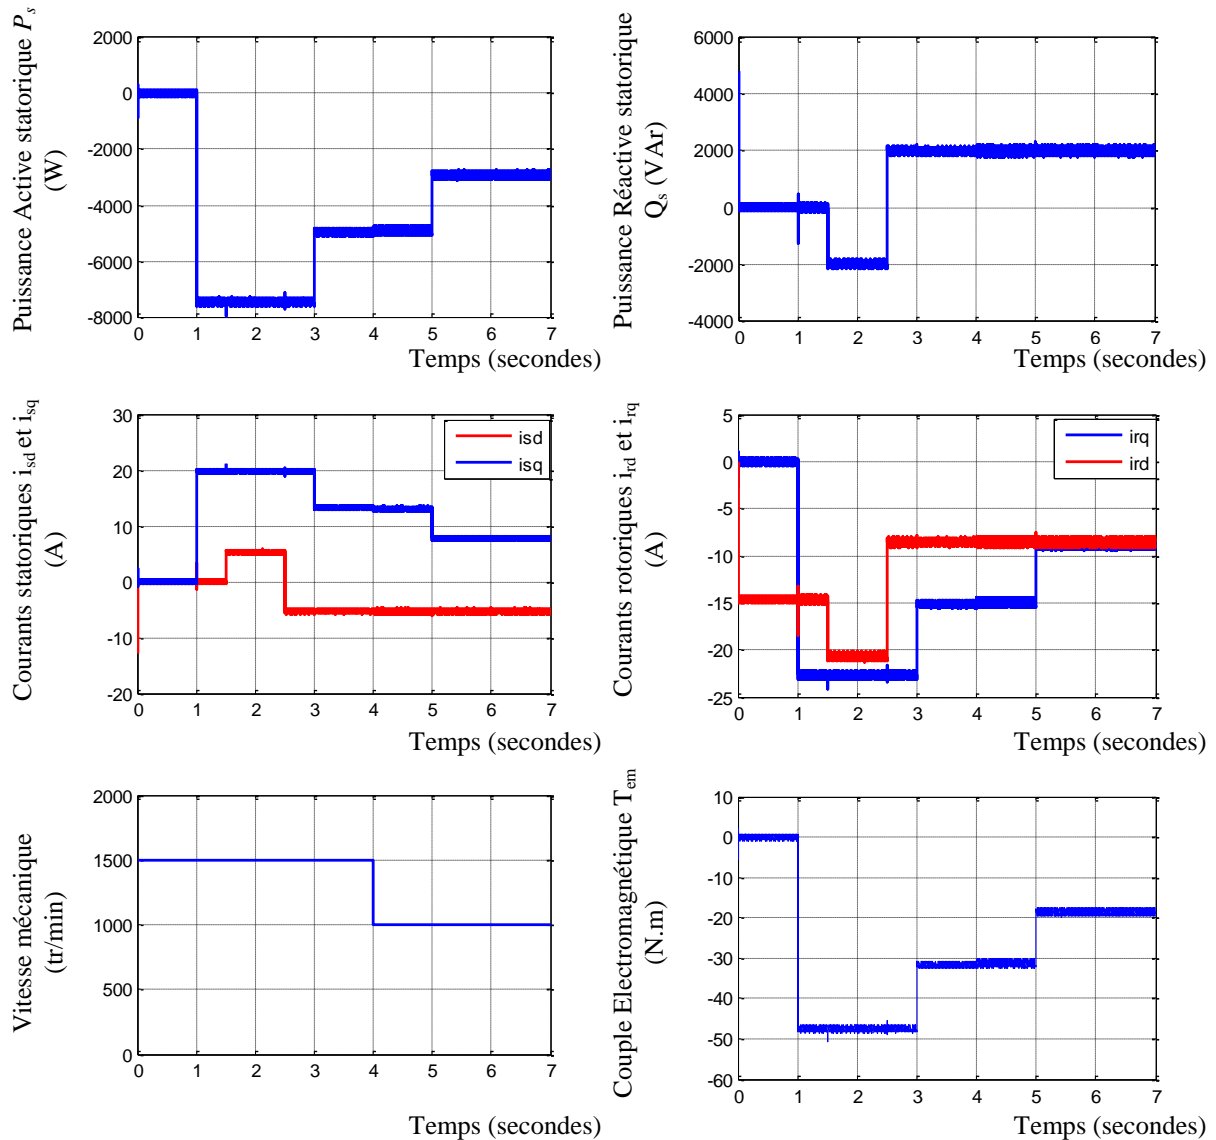 Puissance Active statorique Ps
(W)
2000
0
-2000
-4000
-6000
-8000
0 1 2 3 4 5 6 7
Temps (secondes)
Puissance Réactive statorique
Qs (VAr)
6000
4000
2000
0
-2000
-4000
0 1 2 3 4 5 6 7
Temps (secondes)
Courants statoriques isd et isq
(A)
30
20
10
0
-10
-20
isd
isq
0 1 2 3 4 5 6 7
Temps (secondes)
Courants rotoriques ird et irq
(A)
5
0
-5
-10
-15
-20
-25
irq
ird
0 1 2 3 4 5 6 7
Temps (secondes)
Vitesse mécanique
(tr/min)
2000
1500
1000
500
0
0 1 2 3 4 5 6 7
Temps (secondes)
Couple Electromagnétique Tem
(N.m)
10
0
-10
-20
-30
-40
-50
-60
0 1 2 3 4 5 6 7
Temps (secondes)